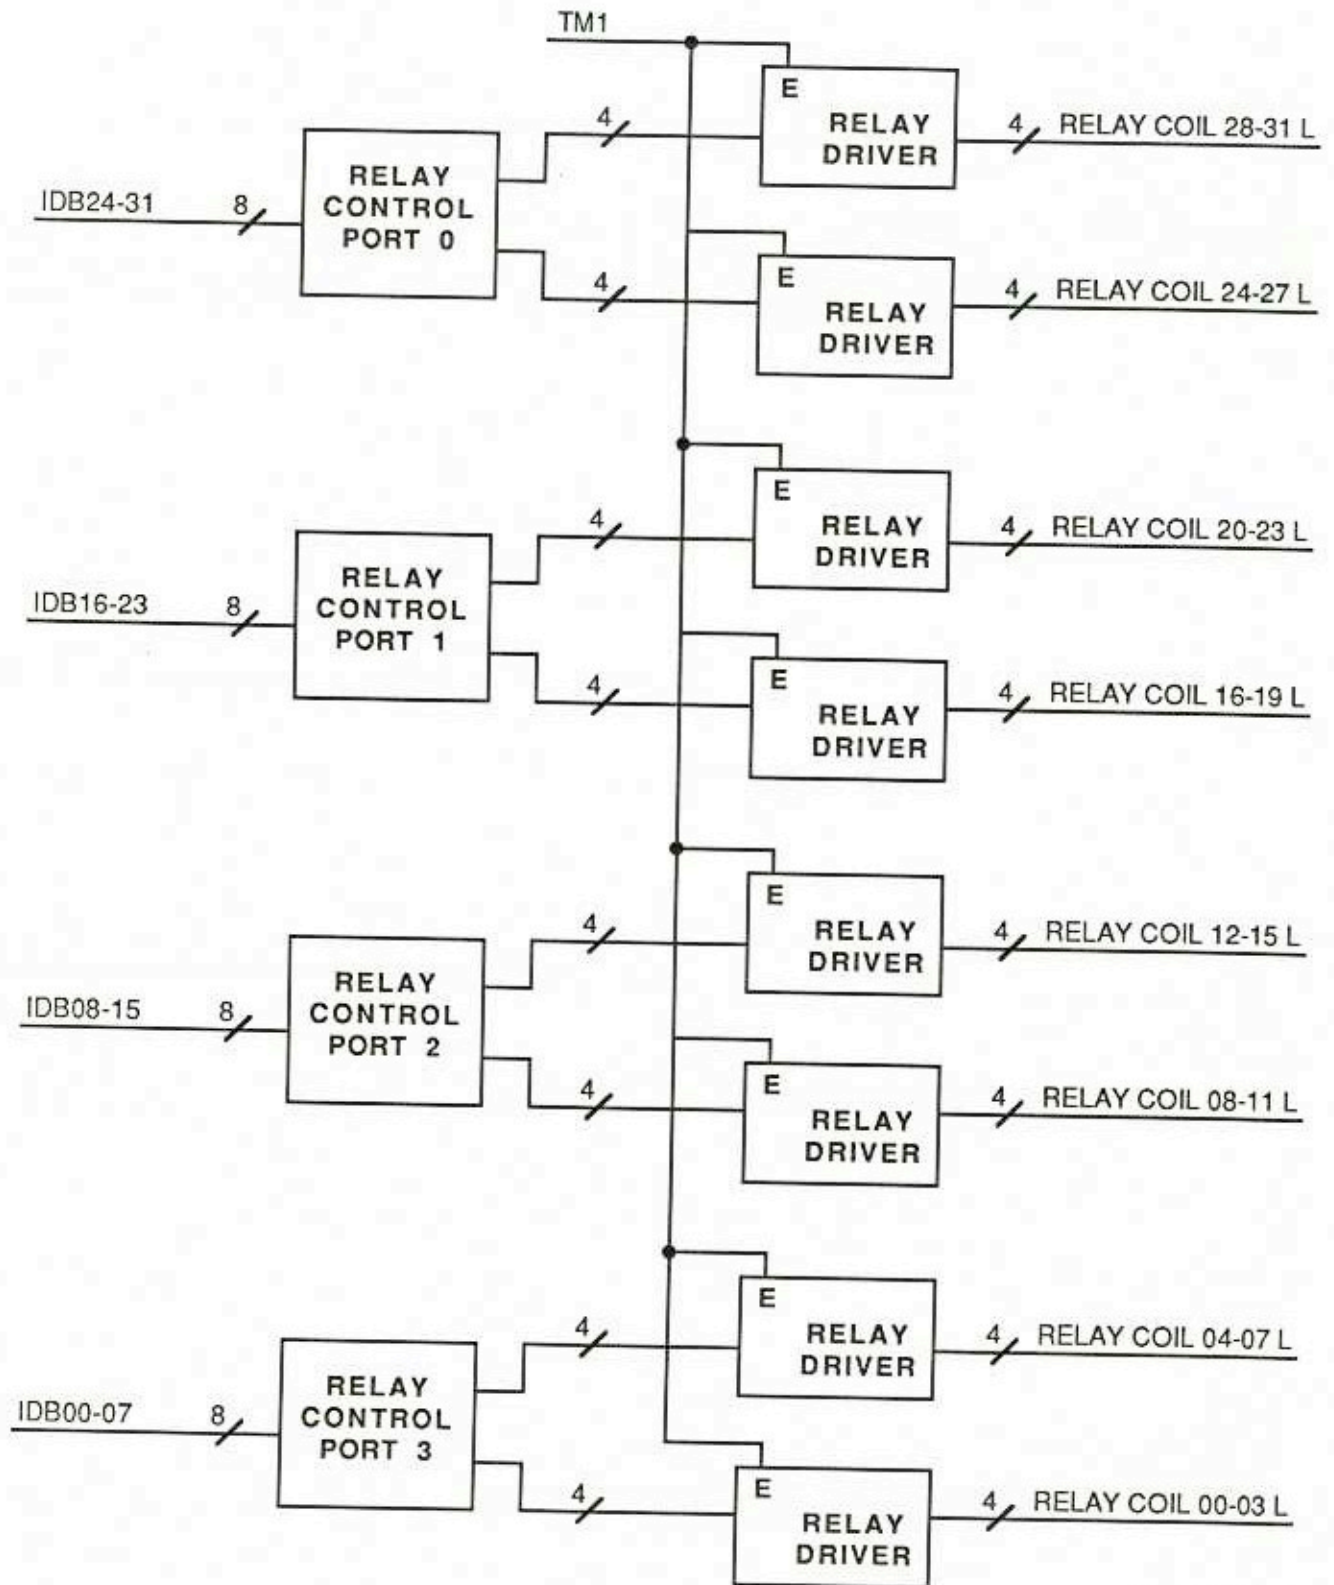 TM1
E
RELAY
DRIVER
4
4
RELAY COIL 28-31 L
IDB24-31
8
RELAY
CONTROL
PORT 0
E
RELAY
DRIVER
4
4
RELAY COIL 24-27 L
E
RELAY
DRIVER
4
4
RELAY COIL 20-23 L
IDB16-23
8
RELAY
CONTROL
PORT 1
E
RELAY
DRIVER
4
4
RELAY COIL 16-19 L
E
RELAY
DRIVER
4
4
RELAY COIL 12-15 L
IDB08-15
8
RELAY
CONTROL
PORT 2
E
RELAY
DRIVER
4
4
RELAY COIL 08-11 L
E
RELAY
DRIVER
4
4
RELAY COIL 04-07 L
IDB00-07
8
RELAY
CONTROL
PORT 3
E
RELAY
DRIVER
4
4
RELAY COIL 00-03 L